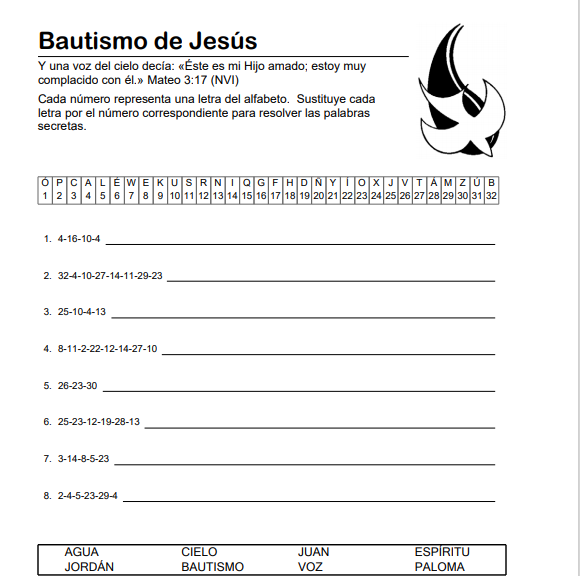 Bautismo de Jesús
Y una voz del cielo decía: «Éste es mi Hijo amado; estoy muy
complacido con él.» Mateo 3:17 (NVI)
Cada número representa una letra del alfabeto. Sustituye cada
letra por el número correspondiente para resolver las palabras
secretas.
Ó P C A L É W E K U S R N I Q G F H D Ñ Y Í O X J V T Á M Z Ú B
1 2 3 4 5 6 7 8 9 10 11 12 13 14 15 16 17 18 19 20 21 22 23 24 25 26 27 28 29 30 31 32
1. 4-16-10-4
2. 32-4-10-27-14-11-29-23
3. 25-10-4-13
4. 8-11-2-22-12-14-27-10
5. 26-23-30
6. 25-23-12-19-28-13
7. 3-14-8-5-23
8. 2-4-5-23-29-4
AGUA CIELO JUAN ESPÍRITU
JORDÁN BAUTISMO VOZ PALOMA